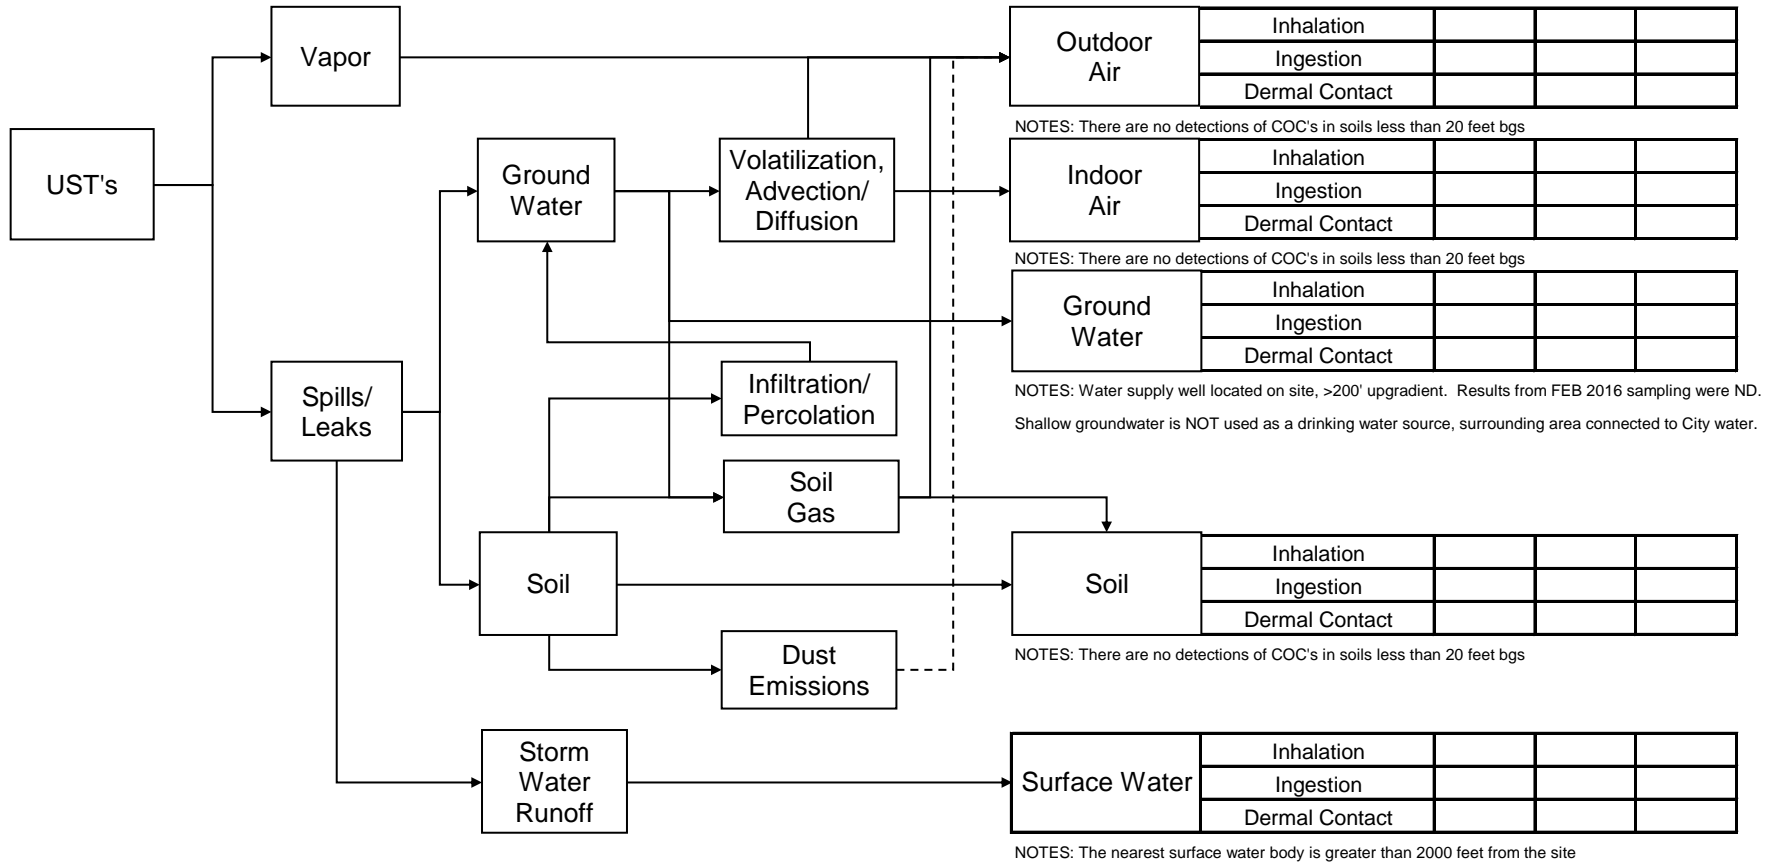 UST's
Vapor
Spills/
Leaks
Ground
Water
Soil
Storm
Water
Runoff
Volatilization,
Advection/
Diffusion
Infiltration/
Percolation
Soil
Gas
Dust
Emissions
Outdoor
Air
Inhalation
Ingestion
Dermal Contact
NOTES: There are no detections of COC's in soils less than 20 feet bgs
Indoor
Air
Inhalation
Ingestion
Dermal Contact
NOTES: There are no detections of COC's in soils less than 20 feet bgs
Ground
Water
Inhalation
Ingestion
Dermal Contact
NOTES: Water supply well located on site, >200' upgradient. Results from FEB 2016 sampling were ND.
Shallow groundwater is NOT used as a drinking water source, surrounding area connected to City water.
Soil
Inhalation
Ingestion
Dermal Contact
NOTES: There are no detections of COC's in soils less than 20 feet bgs
Surface Water
Inhalation
Ingestion
Dermal Contact
NOTES: The nearest surface water body is greater than 2000 feet from the site